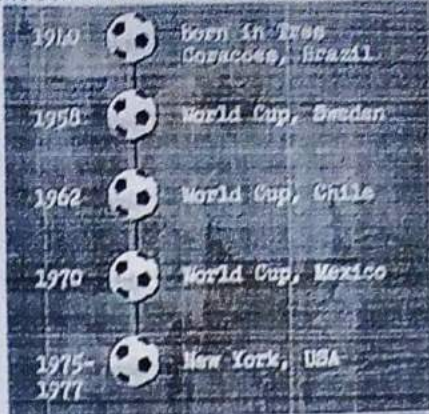 1940 born in Tres
Coracoes, Brazil
1958 World Cup, Sweden
1962 World Cup, Chile
1970 World Cup, Mexico
1975- New York, USA
1977